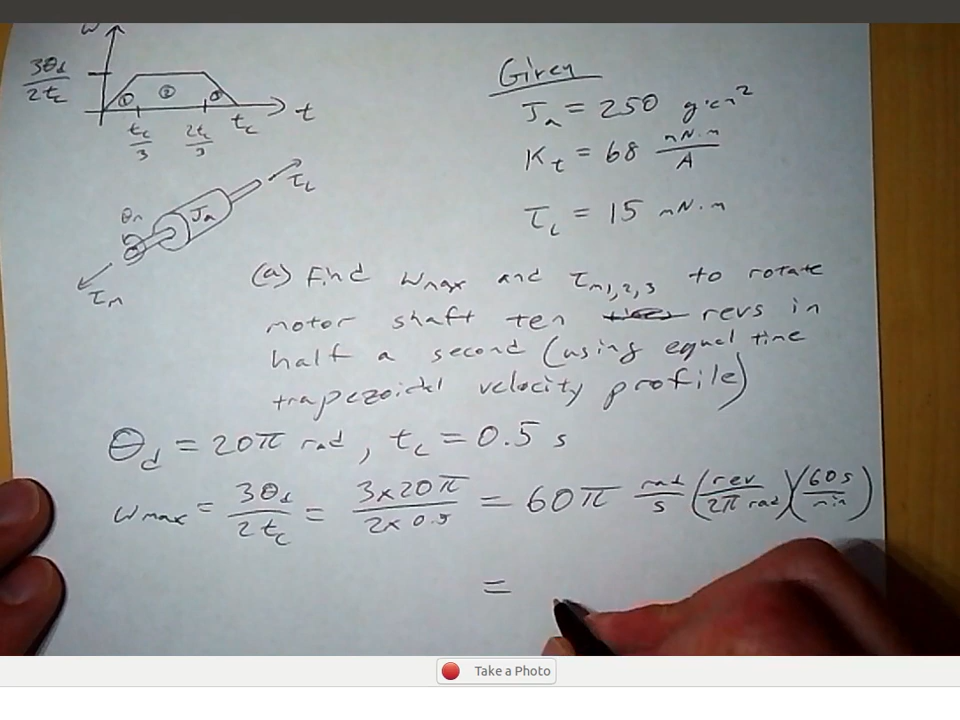 ω
3θd
2tc
① ② ③
t
tc/3 2tc/3 tc
θm Ja τL
τm
Given
Ja = 250 g·cm²
Kt = 68 mN·m/A
τL = 15 mN·m
(a) Find ωmax and τm1,2,3 to rotate
motor shaft ten revs in
half a second (using equal time
trapezoidal velocity profile)
θd = 20π rad, tc = 0.5 s
ωmax = 3θd/2tc = 3×20π/2×0.5 = 60π rad/s (rev/2π rad)(60s/min)
=
Take a Photo